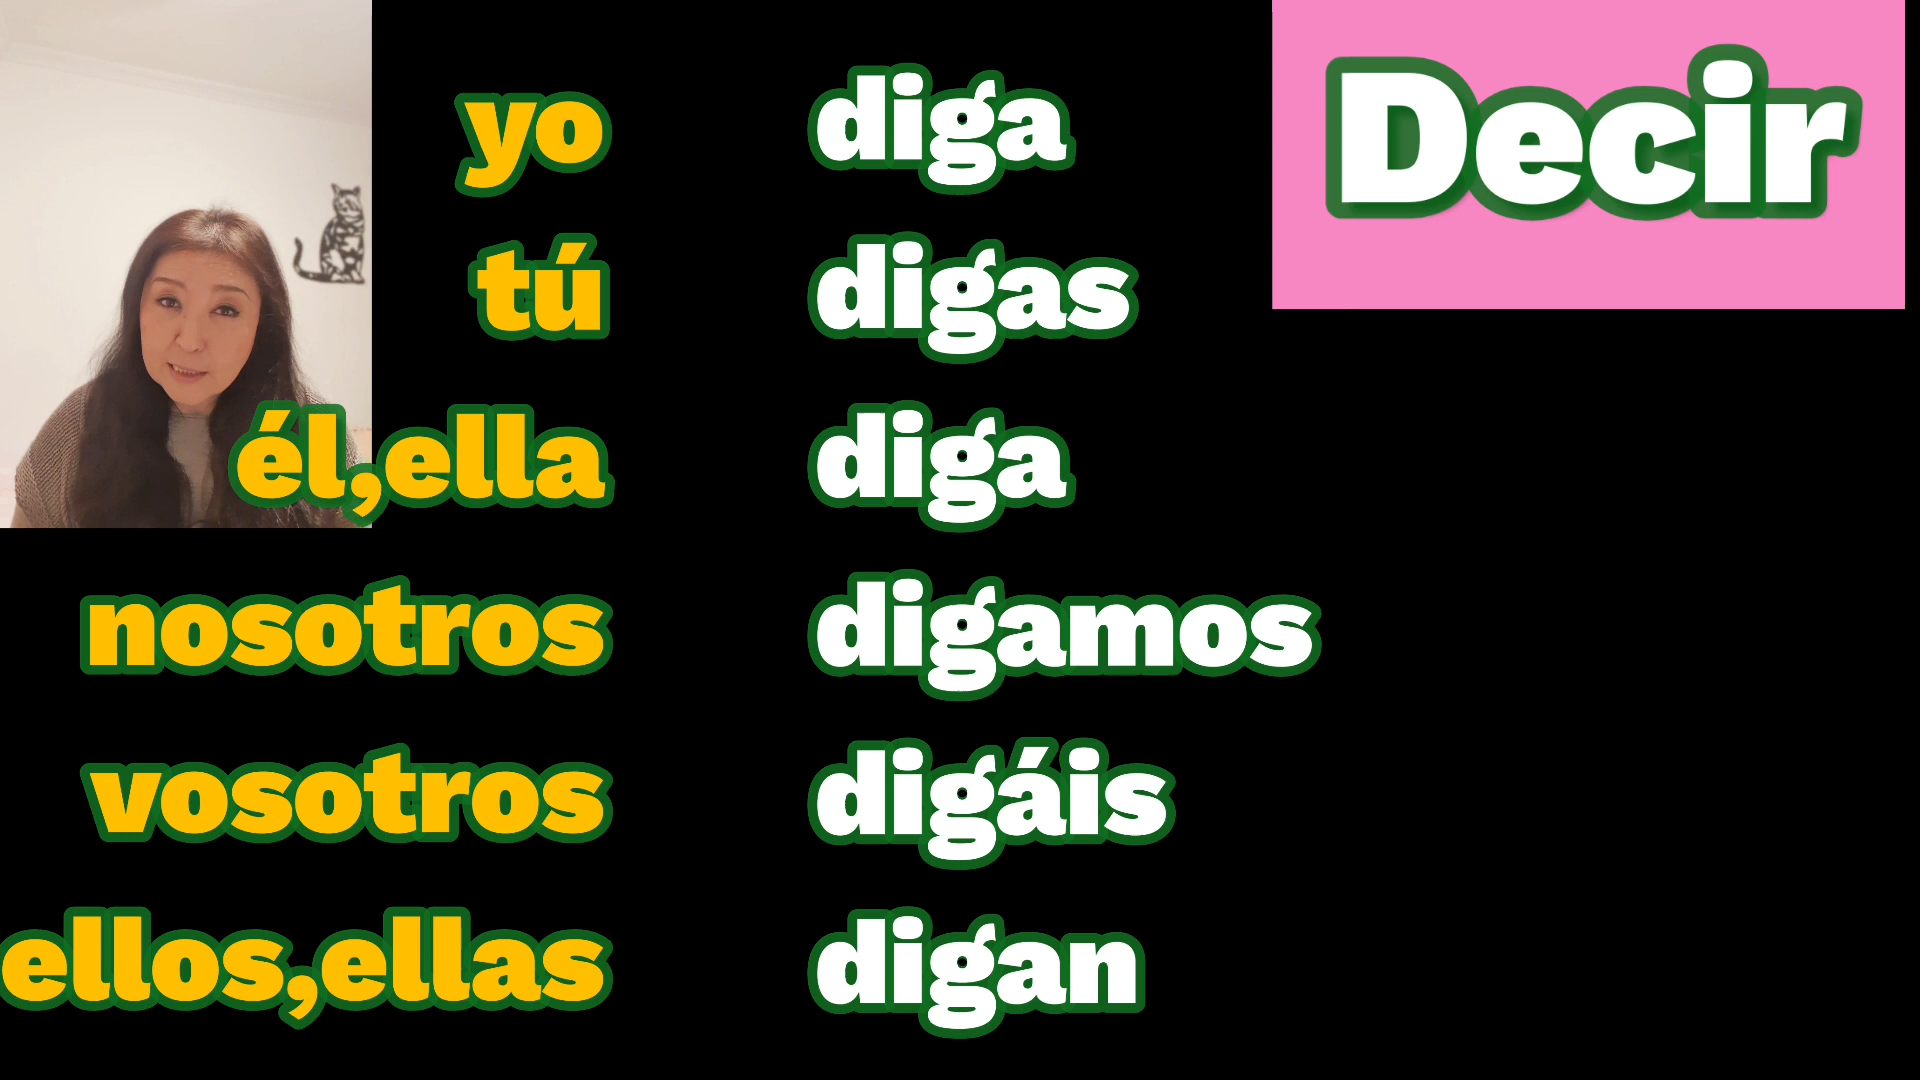 Decir
yo diga
tú digas
él,ella diga
nosotros digamos
vosotros digáis
ellos,ellas digan